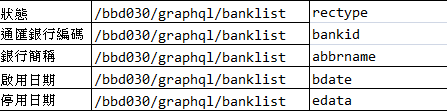 狀態 /bbd030/graphql/banklist rectype
通匯銀行編碼 /bbd030/graphql/banklist bankid
銀行簡稱 /bbd030/graphql/banklist abbrname
啟用日期 /bbd030/graphql/banklist bdate
停用日期 /bbd030/graphql/banklist edata